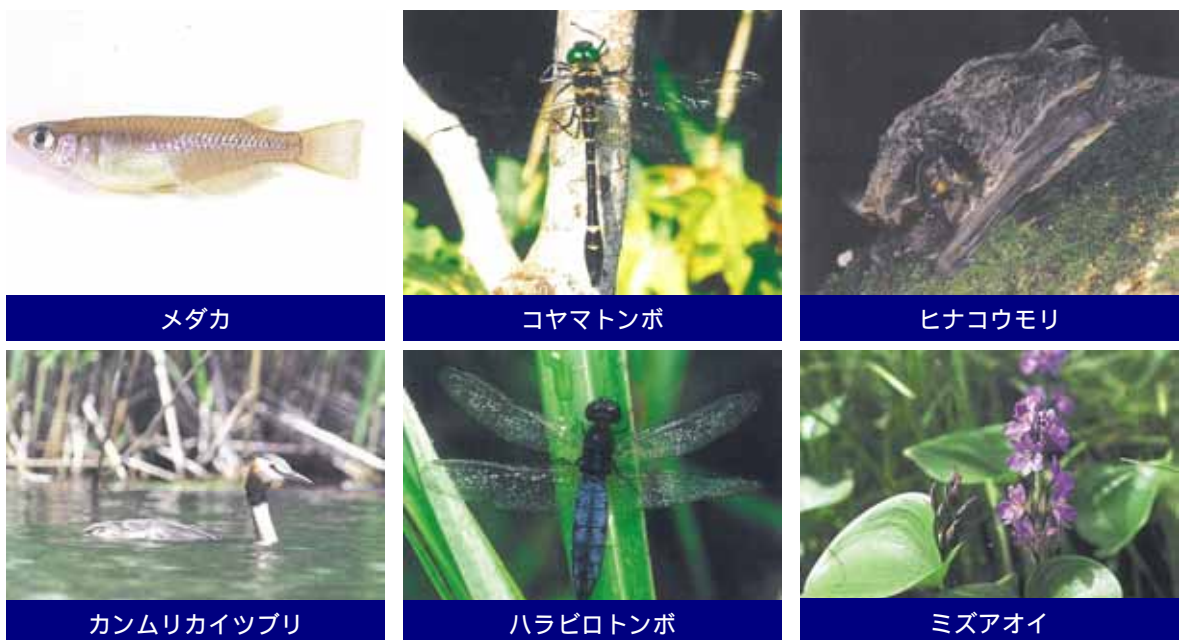 メダカ
コヤマトンボ
ヒナコウモリ
カンムリカイツブリ
ハラビロトンボ
ミズアオイ